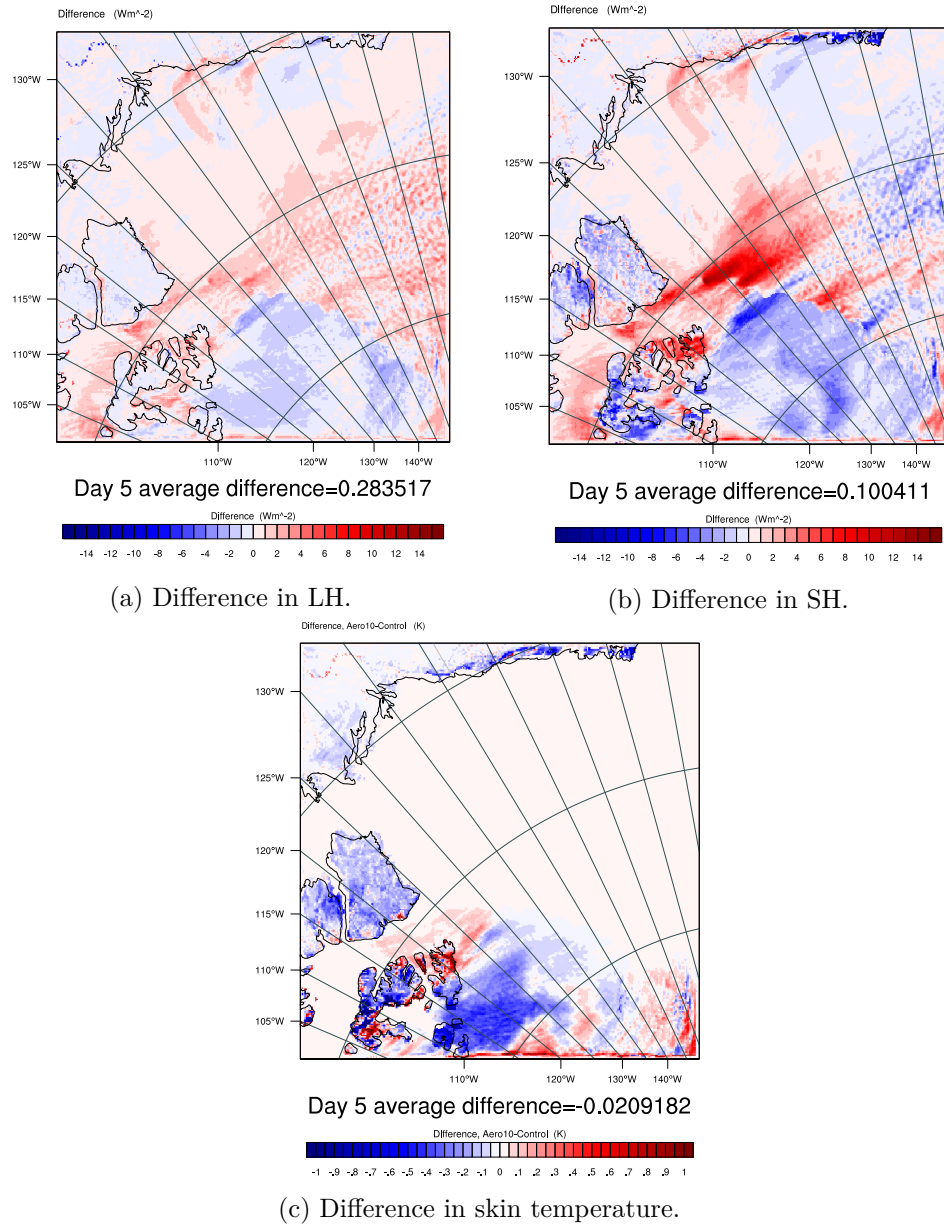 Difference (Wm^-2)
130°W
125°W
120°W
115°W
110°W
105°W
110°W 120°W 130°W 140°W
Day 5 average difference=0.283517
Difference (Wm^-2)
-14 -12 -10 -8 -6 -4 -2 0 2 4 6 8 10 12 14
(a) Difference in LH.
Difference (Wm^-2)
130°W
125°W
120°W
115°W
110°W
105°W
110°W 120°W 130°W 140°W
Day 5 average difference=0.100411
Difference (Wm^-2)
-14 -12 -10 -8 -6 -4 -2 0 2 4 6 8 10 12 14
(b) Difference in SH.
Difference, Aero10-Control (K)
130°W
125°W
120°W
115°W
110°W
105°W
110°W 120°W 130°W 140°W
Day 5 average difference=-0.0209182
Difference, Aero10-Control (K)
-1 -.9 -.8 -.7 -.6 -.5 -.4 -.3 -.2 -.1 0 .1 .2 .3 .4 .5 .6 .7 .8 .9 1
(c) Difference in skin temperature.